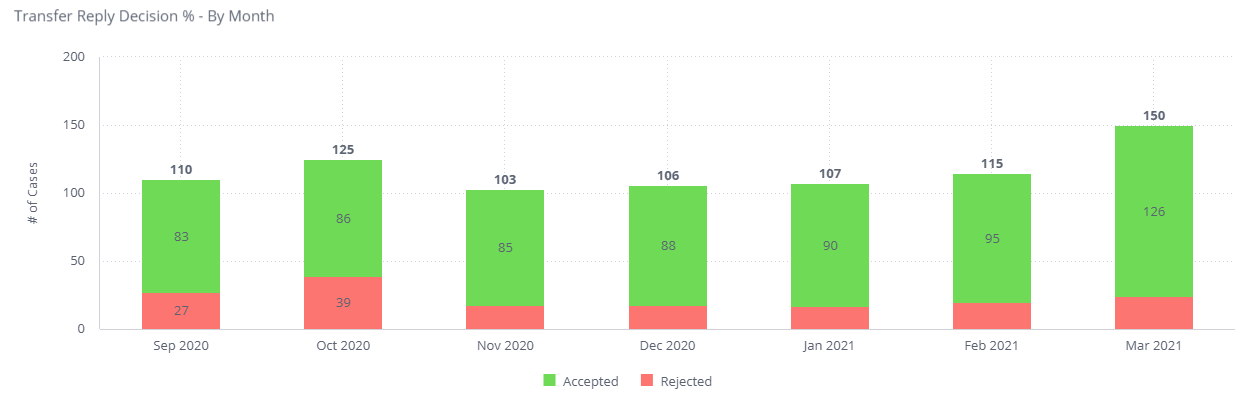 Transfer Reply Decision % - By Month
200
150
100
50
0
# of Cases
110
125
103
106
107
115
150
83
86
85
88
90
95
126
27
39
Sep 2020
Oct 2020
Nov 2020
Dec 2020
Jan 2021
Feb 2021
Mar 2021
Accepted
Rejected